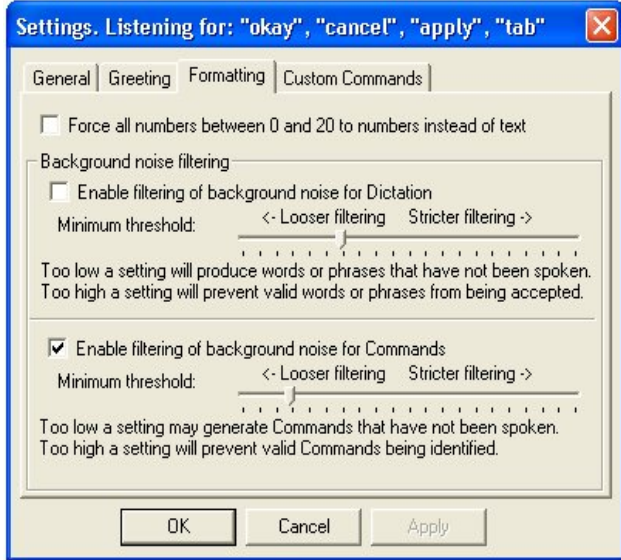 Settings. Listening for: "okay", "cancel", "apply", "tab"
General Greeting Formatting Custom Commands
Force all numbers between 0 and 20 to numbers instead of text
Background noise filtering
Enable filtering of background noise for Dictation
<- Looser filtering Stricter filtering ->
Minimum threshold:
Too low a setting will produce words or phrases that have not been spoken.
Too high a setting will prevent valid words or phrases from being accepted.
Enable filtering of background noise for Commands
<- Looser filtering Stricter filtering ->
Minimum threshold:
Too low a setting may generate Commands that have not been spoken.
Too high a setting will prevent valid Commands being identified.
OK Cancel Apply